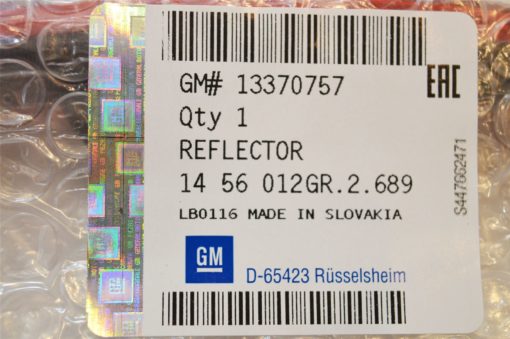 GM# 13370757
EAC
Qty 1
REFLECTOR
14 56 012GR.2.689
LB0116 MADE IN SLOVAKIA
GM
D-65423 Rüsselsheim
S447662471